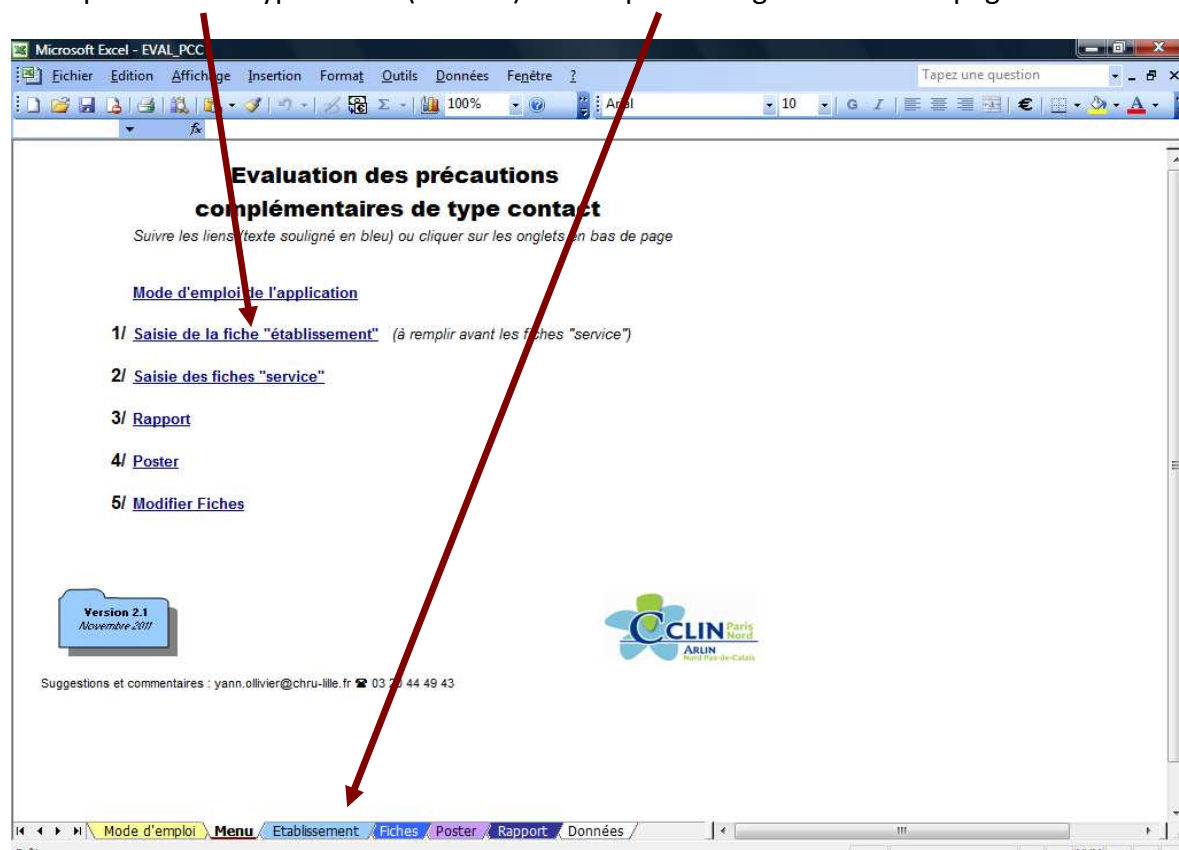 Microsoft Excel - EVAL_PCC
Fichier Edition Affichage Insertion Format Outils Données Fenêtre ? Tapez une question
100% Arial 10 G I €
fx
Evaluation des précautions
complémentaires de type contact
Suivre les liens (texte souligné en bleu) ou cliquer sur les onglets en bas de page
Mode d'emploi de l'application
1/ Saisie de la fiche "établissement" (à remplir avant les fiches "service")
2/ Saisie des fiches "service"
3/ Rapport
4/ Poster
5/ Modifier Fiches
Version 2.1
Novembre 2011
CCLIN Paris Nord
ARLIN
Nord Pas-de-Calais
Suggestions et commentaires : yann.ollivier@chru-lille.fr ☎ 03 20 44 49 43
Mode d'emploi Menu Etablissement Fiches Poster Rapport Données